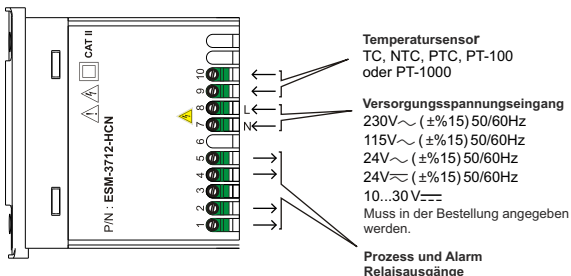 CAT II
P/N : ESM-3712-HCN
10
9
8
7
6
5
4
3
2
1
L
N
Temperatursensor
TC, NTC, PTC, PT-100
oder PT-1000
Versorgungsspannungseingang
230V～ ( ±%15) 50/60Hz
115V～ ( ±%15) 50/60Hz
24V～ ( ±%15) 50/60Hz
24V⏦ ( ±%15) 50/60Hz
10...30 V⎓
Muss in der Bestellung angegeben
werden.
Prozess und Alarm
Relaisausgänge